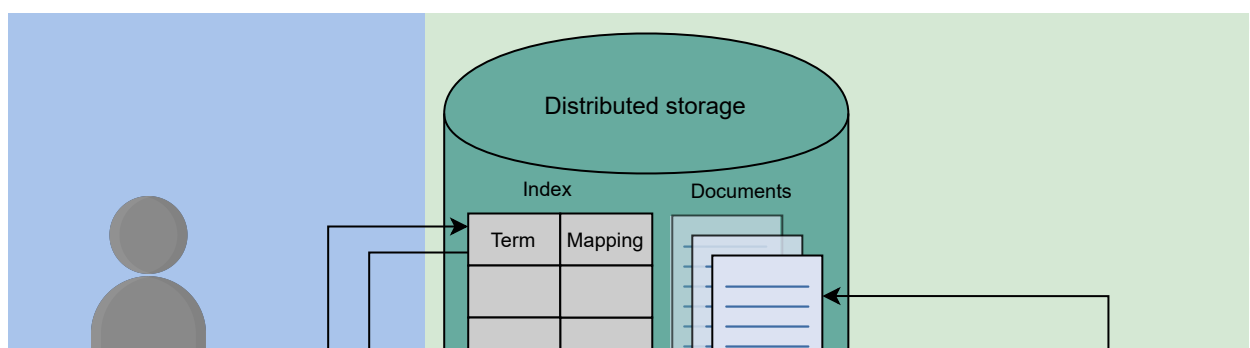 Distributed storage
Index
Documents
Term
Mapping